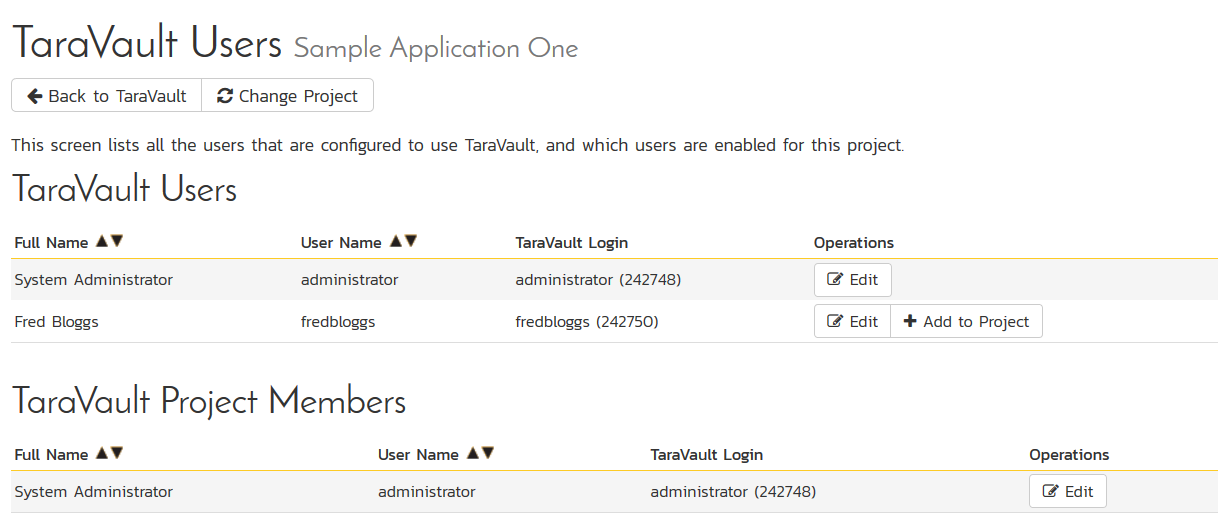 TaraVault Users Sample Application One
Back to TaraVault Change Project
This screen lists all the users that are configured to use TaraVault, and which users are enabled for this project.
TaraVault Users
Full Name ▲▼ User Name ▲▼ TaraVault Login Operations
System Administrator administrator administrator (242748) Edit
Fred Bloggs fredbloggs fredbloggs (242750) Edit Add to Project
TaraVault Project Members
Full Name ▲▼ User Name ▲▼ TaraVault Login Operations
System Administrator administrator administrator (242748) Edit